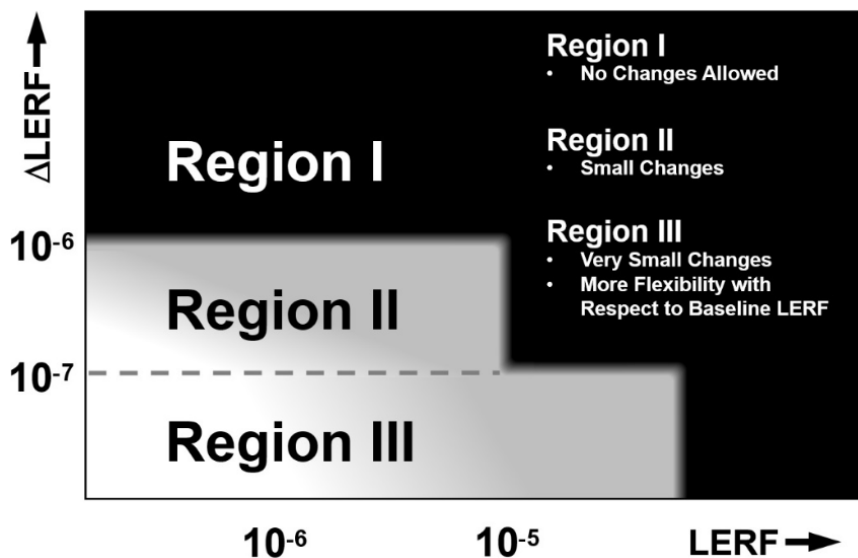 ΔLERF
Region I
• No Changes Allowed
Region II
• Small Changes
Region III
• Very Small Changes
• More Flexibility with
Respect to Baseline LERF
Region I
10⁻⁶
Region II
10⁻⁷
Region III
10⁻⁶
10⁻⁵
LERF